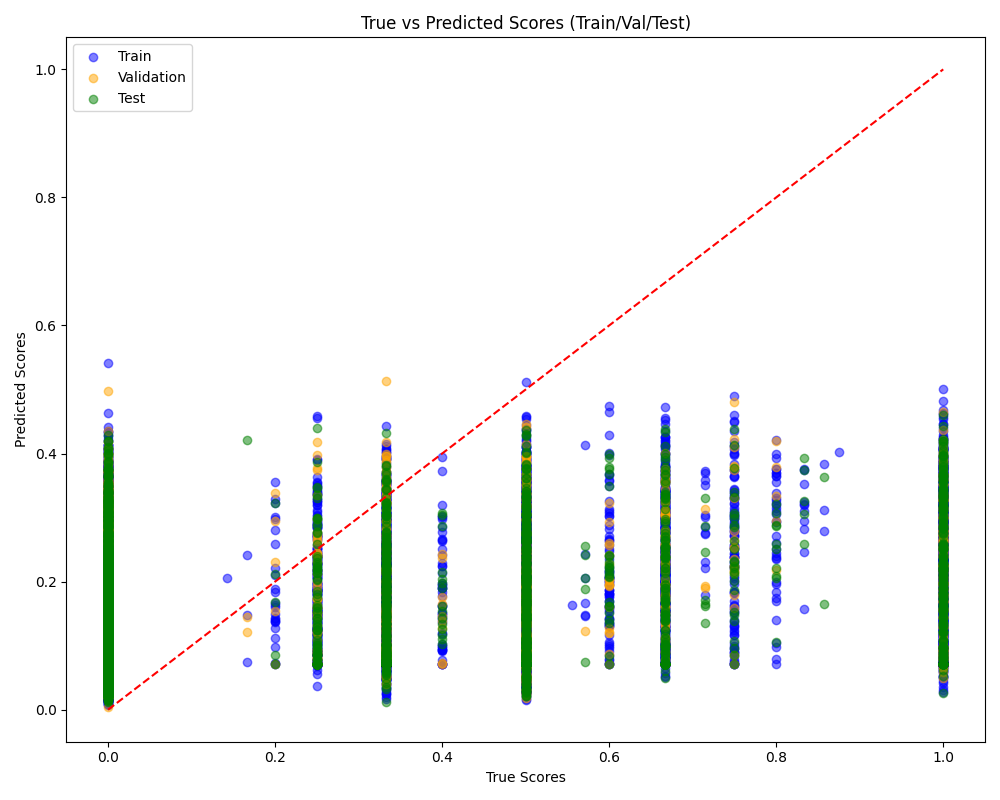 True vs Predicted Scores (Train/Val/Test)
Train
Validation
Test
Predicted Scores
1.0
0.8
0.6
0.4
0.2
0.0
0.0 0.2 0.4 0.6 0.8 1.0
True Scores